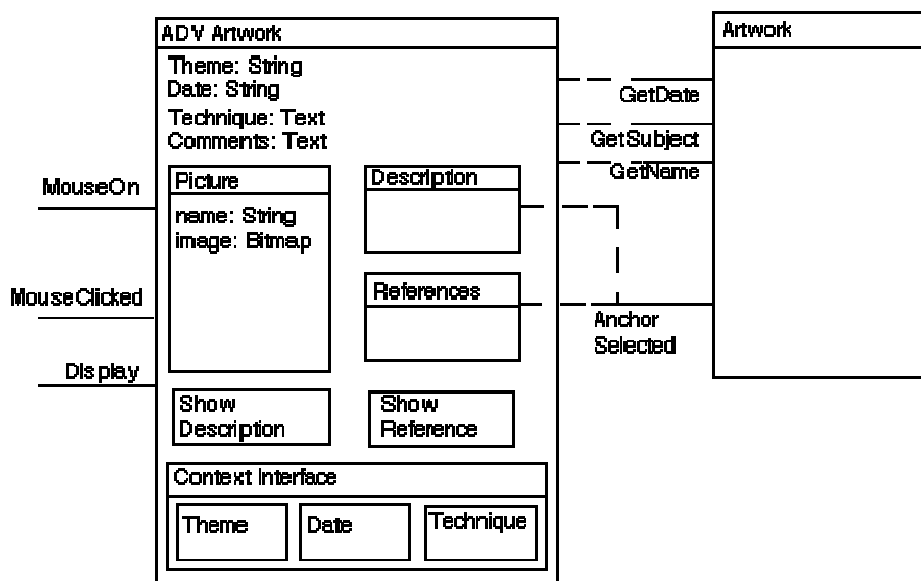 ADV Artwork
Theme: String
Date: String
Technique: Text
Comments: Text
Picture
name: String
image: Bitmap
Description
References
Show
Description
Show
Reference
Context Interface
Theme
Date
Technique
MouseOn
MouseClicked
Display
Artwork
GetDate
GetSubject
GetName
Anchor
Selected